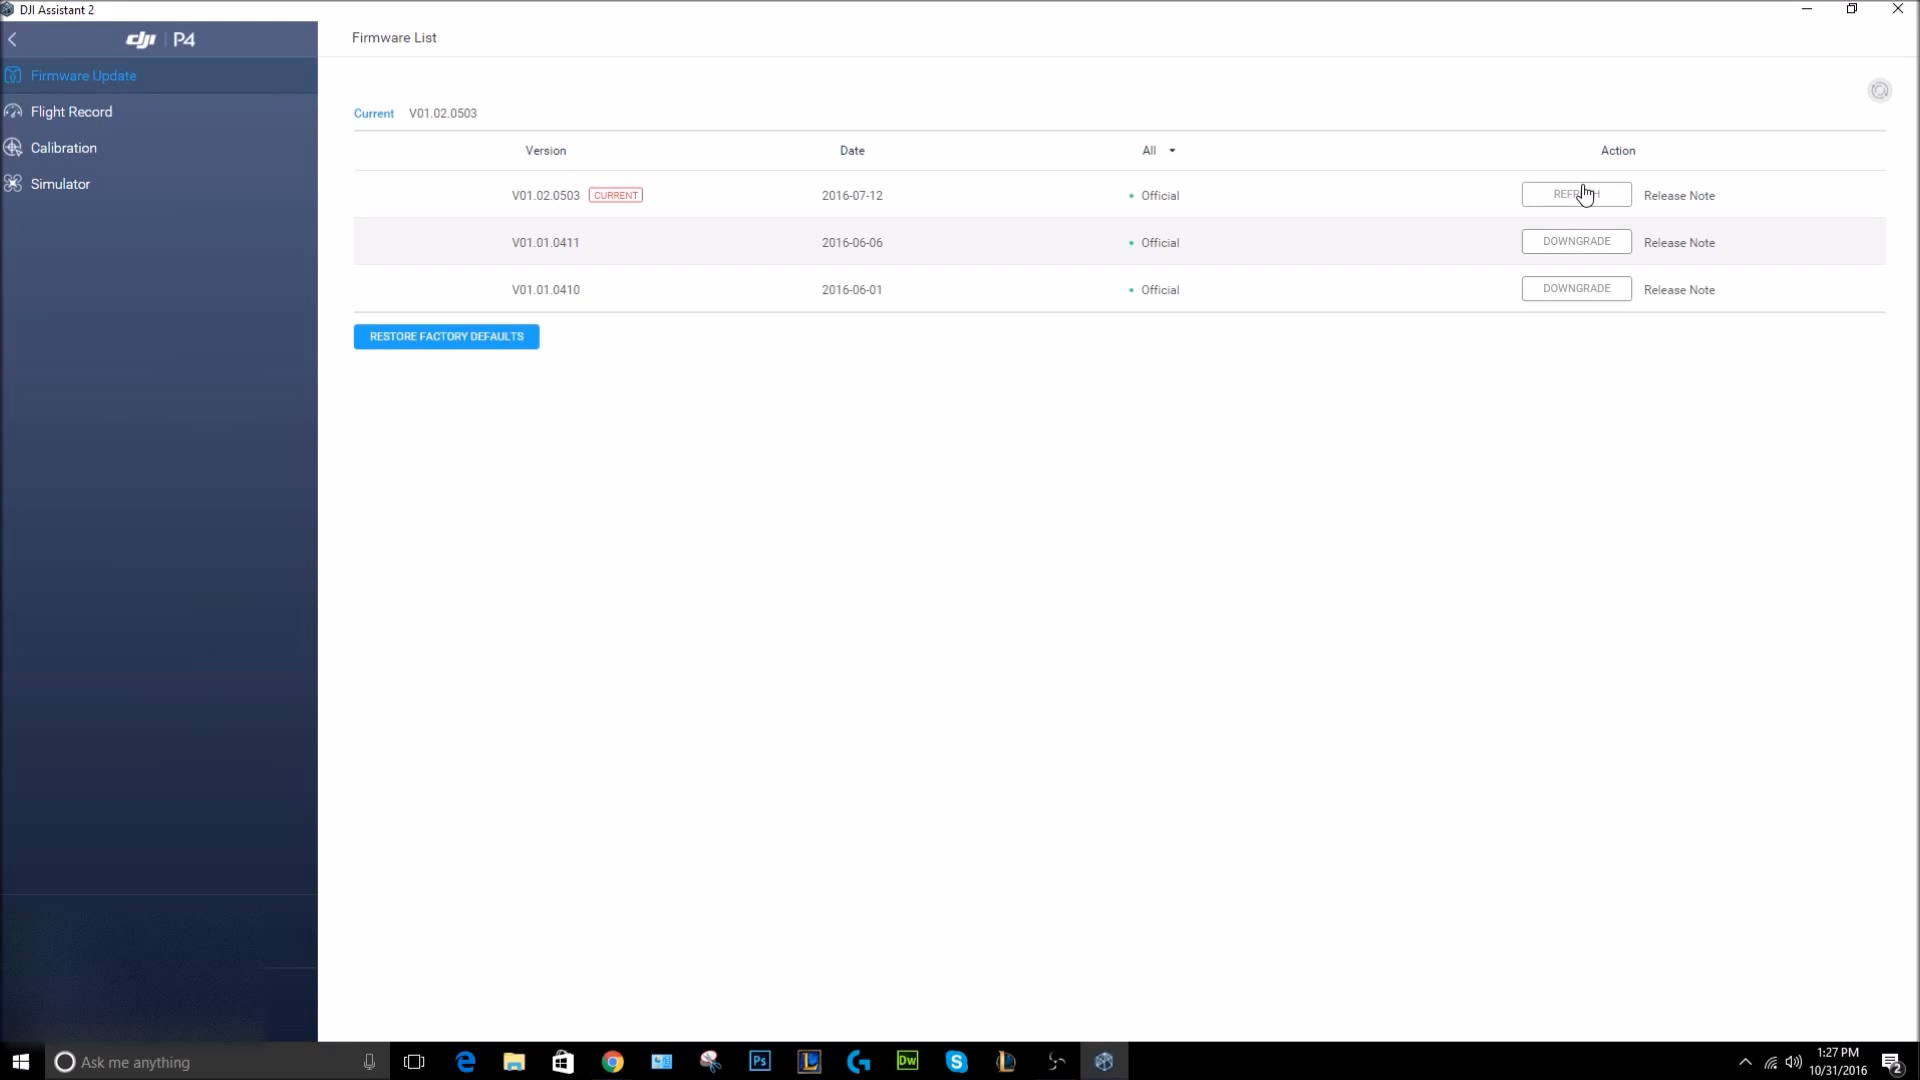 DJI Assistant 2
dji P4
Firmware List
Firmware Update
Flight Record
Calibration
Simulator
Current V01.02.0503
Version Date All Action
V01.02.0503 CURRENT 2016-07-12 Official Release Note
V01.01.0411 2016-06-06 Official DOWNGRADE Release Note
V01.01.0410 2016-06-01 Official DOWNGRADE Release Note
RESTORE FACTORY DEFAULTS
Ask me anything
Ps
L
Dw
1:27 PM
10/31/2016
2